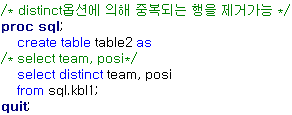 /* distinct옵션에 의해 중복되는 행을 제거가능 */
proc sql;
create table table2 as
/* select team, posi*/
select distinct team, posi
from sql.kbl1;
quit;